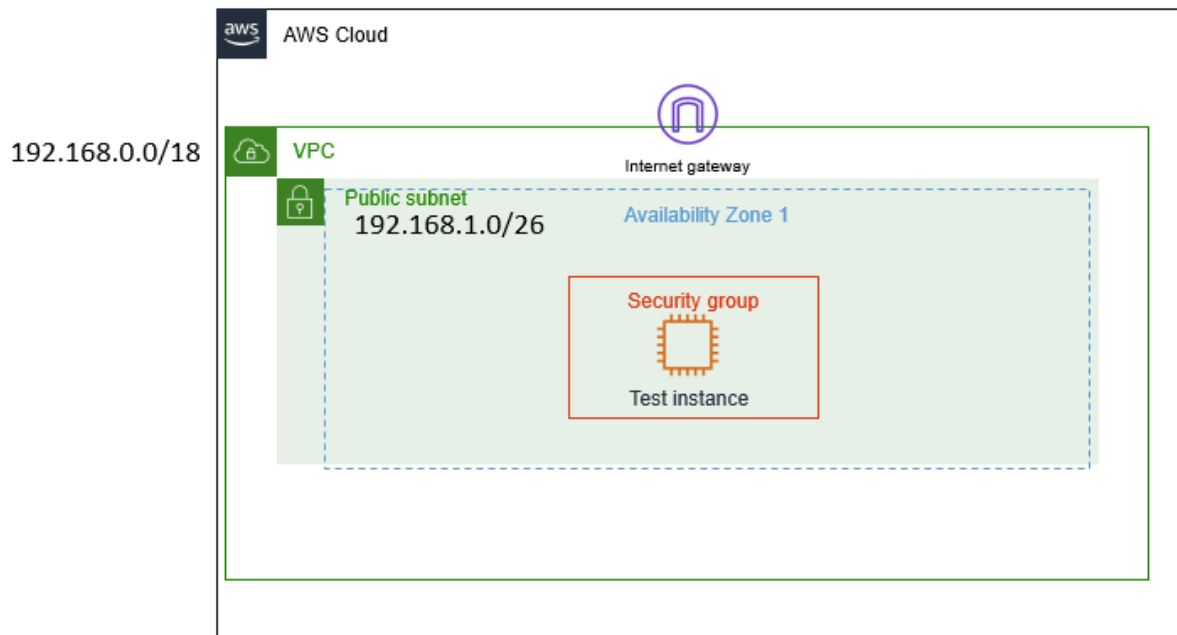 aws
AWS Cloud
192.168.0.0/18
VPC
Internet gateway
Public subnet
192.168.1.0/26
Availability Zone 1
Security group
Test instance